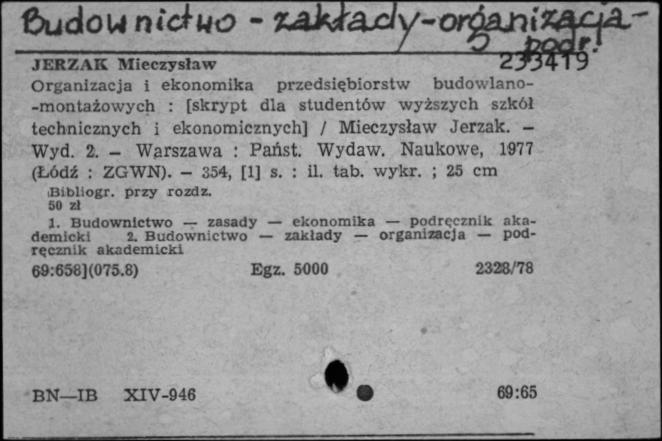 Budownictwo - zakłady - organizacja -
podr.
JERZAK Mieczysław 233419
Organizacja i ekonomika przedsiębiorstw budowlano-
-montażowych : [skrypt dla studentów wyższych szkół
technicznych i ekonomicznych] / Mieczysław Jerzak. —
Wyd. 2. — Warszawa : Państ. Wydaw. Naukowe, 1977
(Łódź : ZGWN). — 354, [1] s. : il. tab. wykr. ; 25 cm
Bibliogr. przy rozdz.
50 zł
1. Budownictwo — zasady — ekonomika — podręcznik aka-
demicki 2. Budownictwo — zakłady — organizacja — pod-
ręcznik akademicki
69:658](075.8) Egz. 5000 2328/78
BN—IB XIV-946 69:65